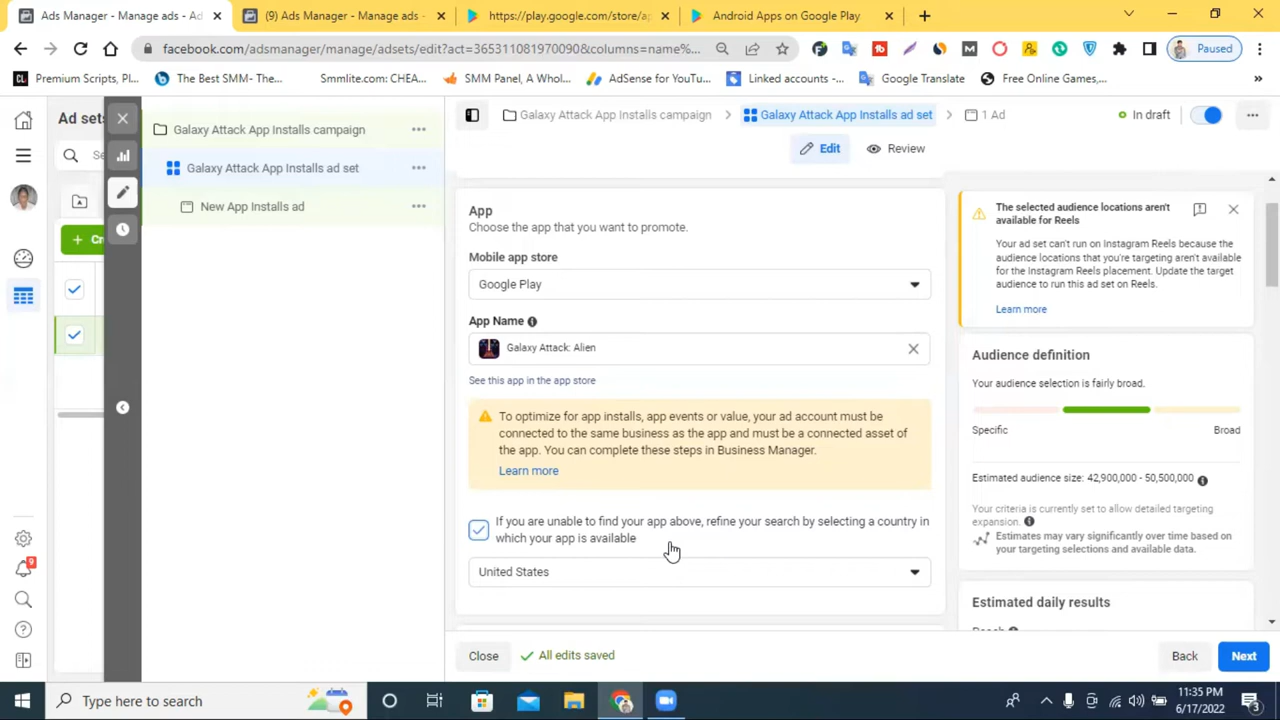 Ads Manager - Manage ads - Ads
(9) Ads Manager - Manage ads -
https://play.google.com/store/ap
Android Apps on Google Play
facebook.com/adsmanager/manage/adsets/edit?act=365311081970090&columns=name%...
Paused
Premium Scripts, Pl...
The Best SMM- The...
Smmlite.com: CHEA...
SMM Panel, A Whol...
AdSense for YouTu...
Linked accounts -...
Google Translate
Free Online Games,...
Ad sets
Galaxy Attack App Installs campaign
Galaxy Attack App Installs campaign
Galaxy Attack App Installs ad set
1 Ad
In draft
Galaxy Attack App Installs ad set
New App Installs ad
Edit
Review
App
Choose the app that you want to promote.
Mobile app store
Google Play
App Name
Galaxy Attack: Alien
See this app in the app store
To optimize for app installs, app events or value, your ad account must be
connected to the same business as the app and must be a connected asset of
the app. You can complete these steps in Business Manager.
Learn more
If you are unable to find your app above, refine your search by selecting a country in
which your app is available
United States
The selected audience locations aren't
available for Reels
Your ad set can't run on Instagram Reels because the
audience locations that you're targeting aren't available
for the Instagram Reels placement. Update the target
audience to run this ad set on Reels.
Learn more
Audience definition
Your audience selection is fairly broad.
Specific
Broad
Estimated audience size: 42,900,000 - 50,500,000
Your criteria is currently set to allow detailed targeting
expansion.
Estimates may vary significantly over time based on
your targeting selections and available data.
Estimated daily results
Close
All edits saved
Back
Next
9
Type here to search
11:35 PM
6/17/2022
3